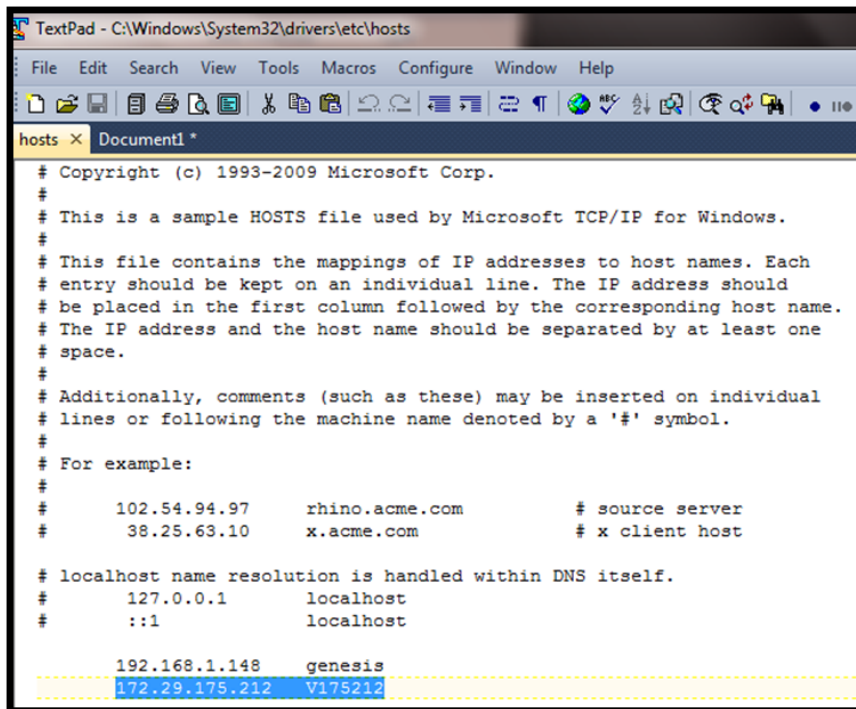 TextPad - C:\Windows\System32\drivers\etc\hosts
File Edit Search View Tools Macros Configure Window Help
hosts × Document1 *
# Copyright (c) 1993-2009 Microsoft Corp.
#
# This is a sample HOSTS file used by Microsoft TCP/IP for Windows.
#
# This file contains the mappings of IP addresses to host names. Each
# entry should be kept on an individual line. The IP address should
# be placed in the first column followed by the corresponding host name.
# The IP address and the host name should be separated by at least one
# space.
#
# Additionally, comments (such as these) may be inserted on individual
# lines or following the machine name denoted by a '#' symbol.
#
# For example:
#
#       102.54.94.97     rhino.acme.com          # source server
#        38.25.63.10     x.acme.com              # x client host

# localhost name resolution is handled within DNS itself.
#        127.0.0.1       localhost
#        ::1             localhost

        192.168.1.148    genesis
        172.29.175.212   V175212